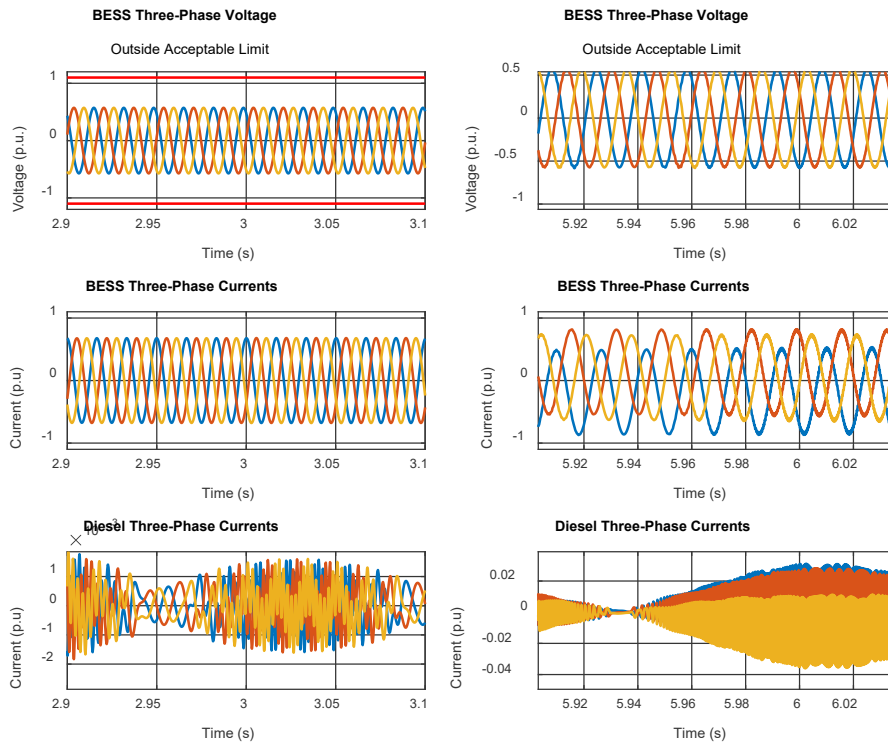 BESS Three-Phase Voltage
Outside Acceptable Limit
1
0
-1
Voltage (p.u.)
2.9 2.95 3 3.05 3.1
Time (s)
BESS Three-Phase Voltage
Outside Acceptable Limit
0.5
0
-0.5
-1
Voltage (p.u.)
5.92 5.94 5.96 5.98 6 6.02
Time (s)
BESS Three-Phase Currents
1
0
-1
Current (p.u)
2.9 2.95 3 3.05 3.1
Time (s)
BESS Three-Phase Currents
1
0
-1
Current (p.u)
5.92 5.94 5.96 5.98 6 6.02
Time (s)
Diesel Three-Phase Currents
× 10-3
1
0
-1
-2
Current (p.u)
2.9 2.95 3 3.05 3.1
Time (s)
Diesel Three-Phase Currents
0.02
0
-0.02
-0.04
Current (p.u)
5.92 5.94 5.96 5.98 6 6.02
Time (s)